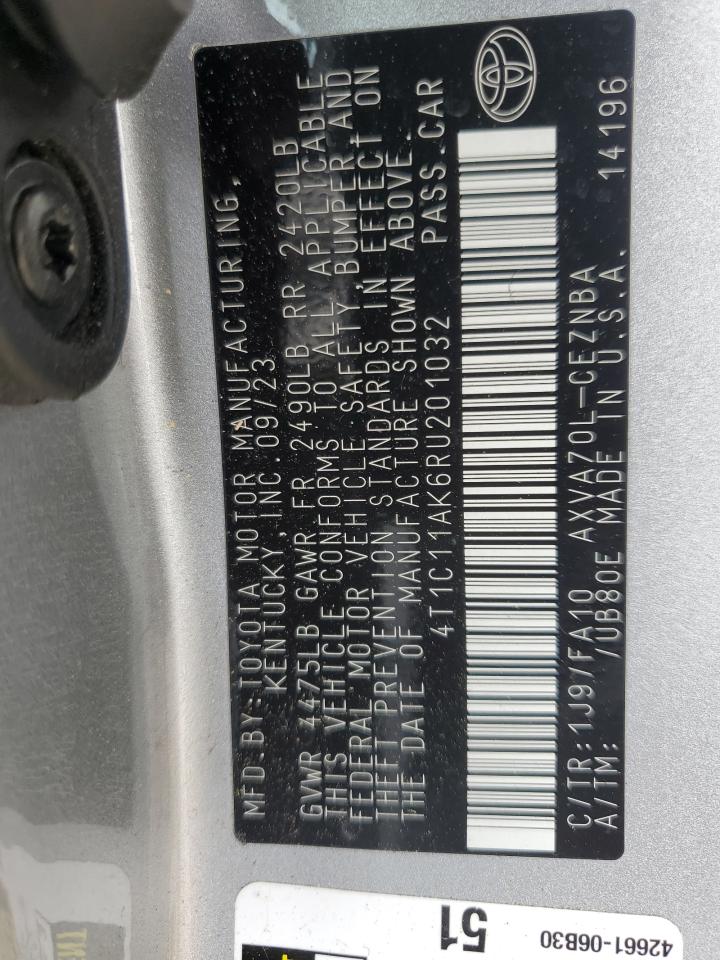 MFD.BY:TOYOTA MOTOR MANUFACTURING,
KENTUCKY, INC.09/23
GVWR 4475LB GAWR FR 2490LB RR 2420LB
THIS VEHICLE CONFORMS TO ALL APPLICABLE
FEDERAL MOTOR VEHICLE SAFETY, BUMPER, AND
THEFT PREVENTION STANDARDS IN EFFECT ON
THE DATE OF MANUFACTURE SHOWN ABOVE.
4T1C11AK6RU201032 PASS.CAR
C/TR:1J9/FA10 AXVA70L-CEZNBA 14196
A/TM: /UB80E MADE IN U.S.A.
51
42661-06B30